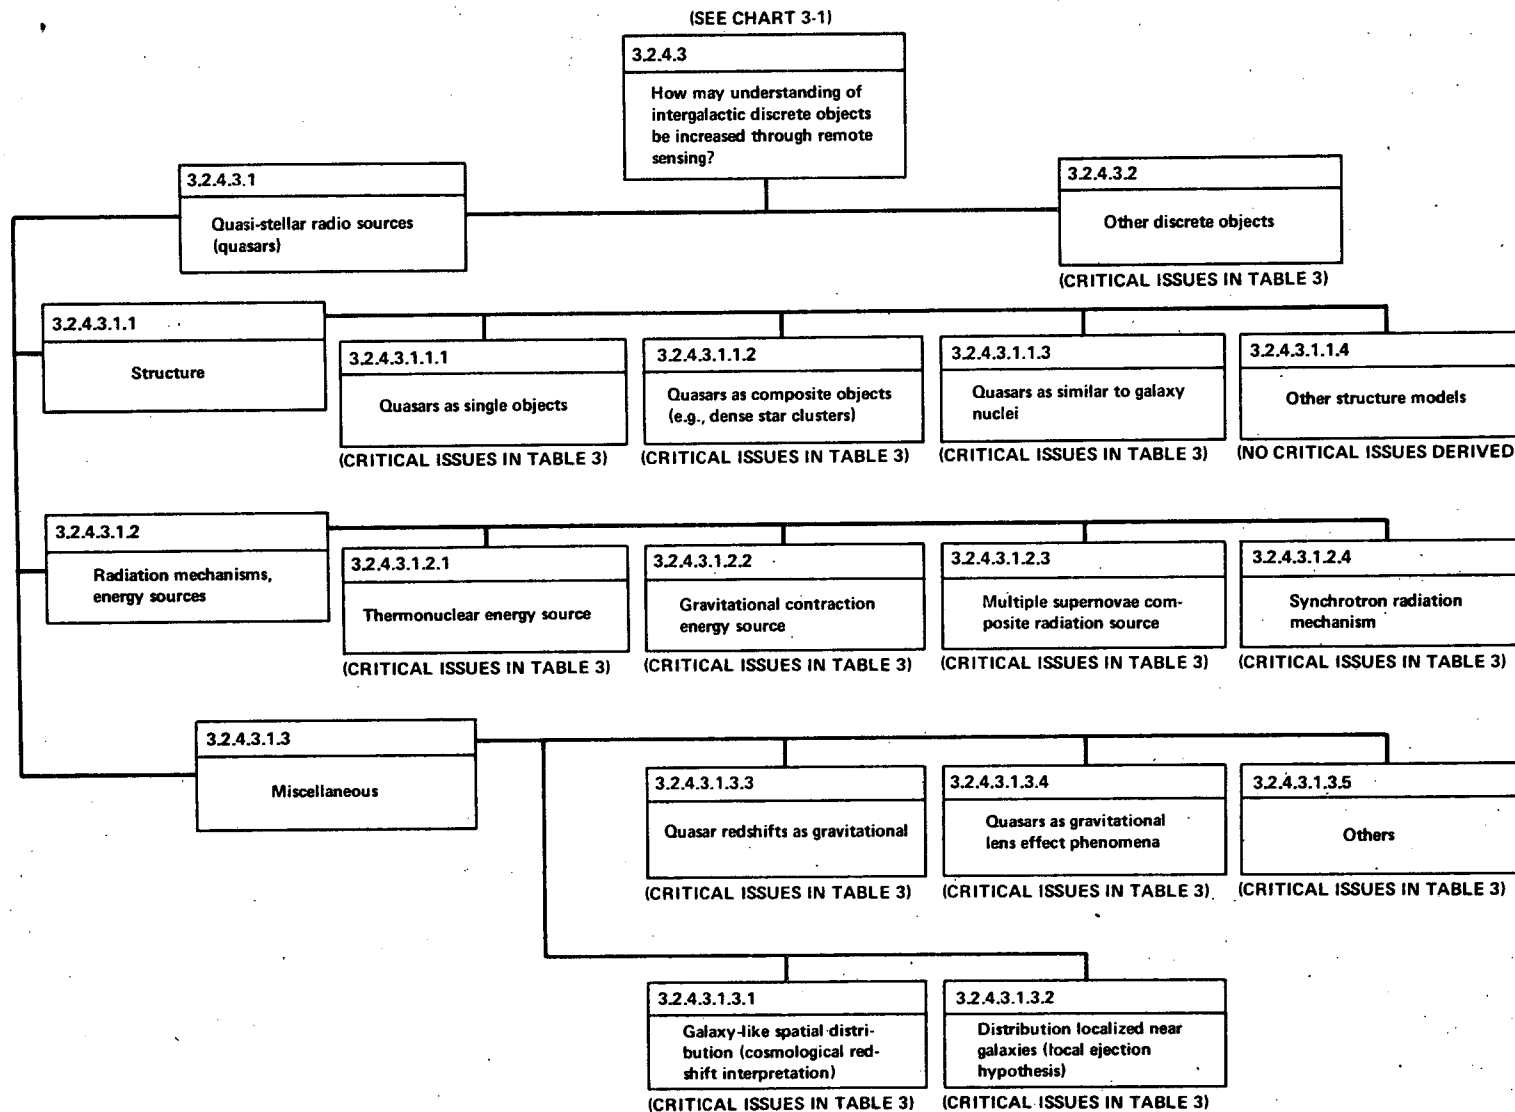 (SEE CHART 3-1)
3.2.4.3
How may understanding of
intergalactic discrete objects
be increased through remote
sensing?
3.2.4.3.1
Quasi-stellar radio sources
(quasars)
3.2.4.3.2
Other discrete objects
(CRITICAL ISSUES IN TABLE 3)
3.2.4.3.1.1
Structure
3.2.4.3.1.1.1
Quasars as single objects
(CRITICAL ISSUES IN TABLE 3)
3.2.4.3.1.1.2
Quasars as composite objects
(e.g., dense star clusters)
(CRITICAL ISSUES IN TABLE 3)
3.2.4.3.1.1.3
Quasars as similar to galaxy
nuclei
(CRITICAL ISSUES IN TABLE 3)
3.2.4.3.1.1.4
Other structure models
(NO CRITICAL ISSUES DERIVED
3.2.4.3.1.2
Radiation mechanisms,
energy sources
3.2.4.3.1.2.1
Thermonuclear energy source
(CRITICAL ISSUES IN TABLE 3)
3.2.4.3.1.2.2
Gravitational contraction
energy source
(CRITICAL ISSUES IN TABLE 3)
3.2.4.3.1.2.3
Multiple supernovae com-
posite radiation source
(CRITICAL ISSUES IN TABLE 3)
3.2.4.3.1.2.4
Synchrotron radiation
mechanism
(CRITICAL ISSUES IN TABLE 3)
3.2.4.3.1.3
Miscellaneous
3.2.4.3.1.3.3
Quasar redshifts as gravitational
(CRITICAL ISSUES IN TABLE 3)
3.2.4.3.1.3.4
Quasars as gravitational
lens effect phenomena
(CRITICAL ISSUES IN TABLE 3)
3.2.4.3.1.3.5
Others
(CRITICAL ISSUES IN TABLE 3)
3.2.4.3.1.3.1
Galaxy-like spatial distri-
bution (cosmological red-
shift interpretation)
(CRITICAL ISSUES IN TABLE 3)
3.2.4.3.1.3.2
Distribution localized near
galaxies (local ejection
hypothesis)
(CRITICAL ISSUES IN TABLE 3)